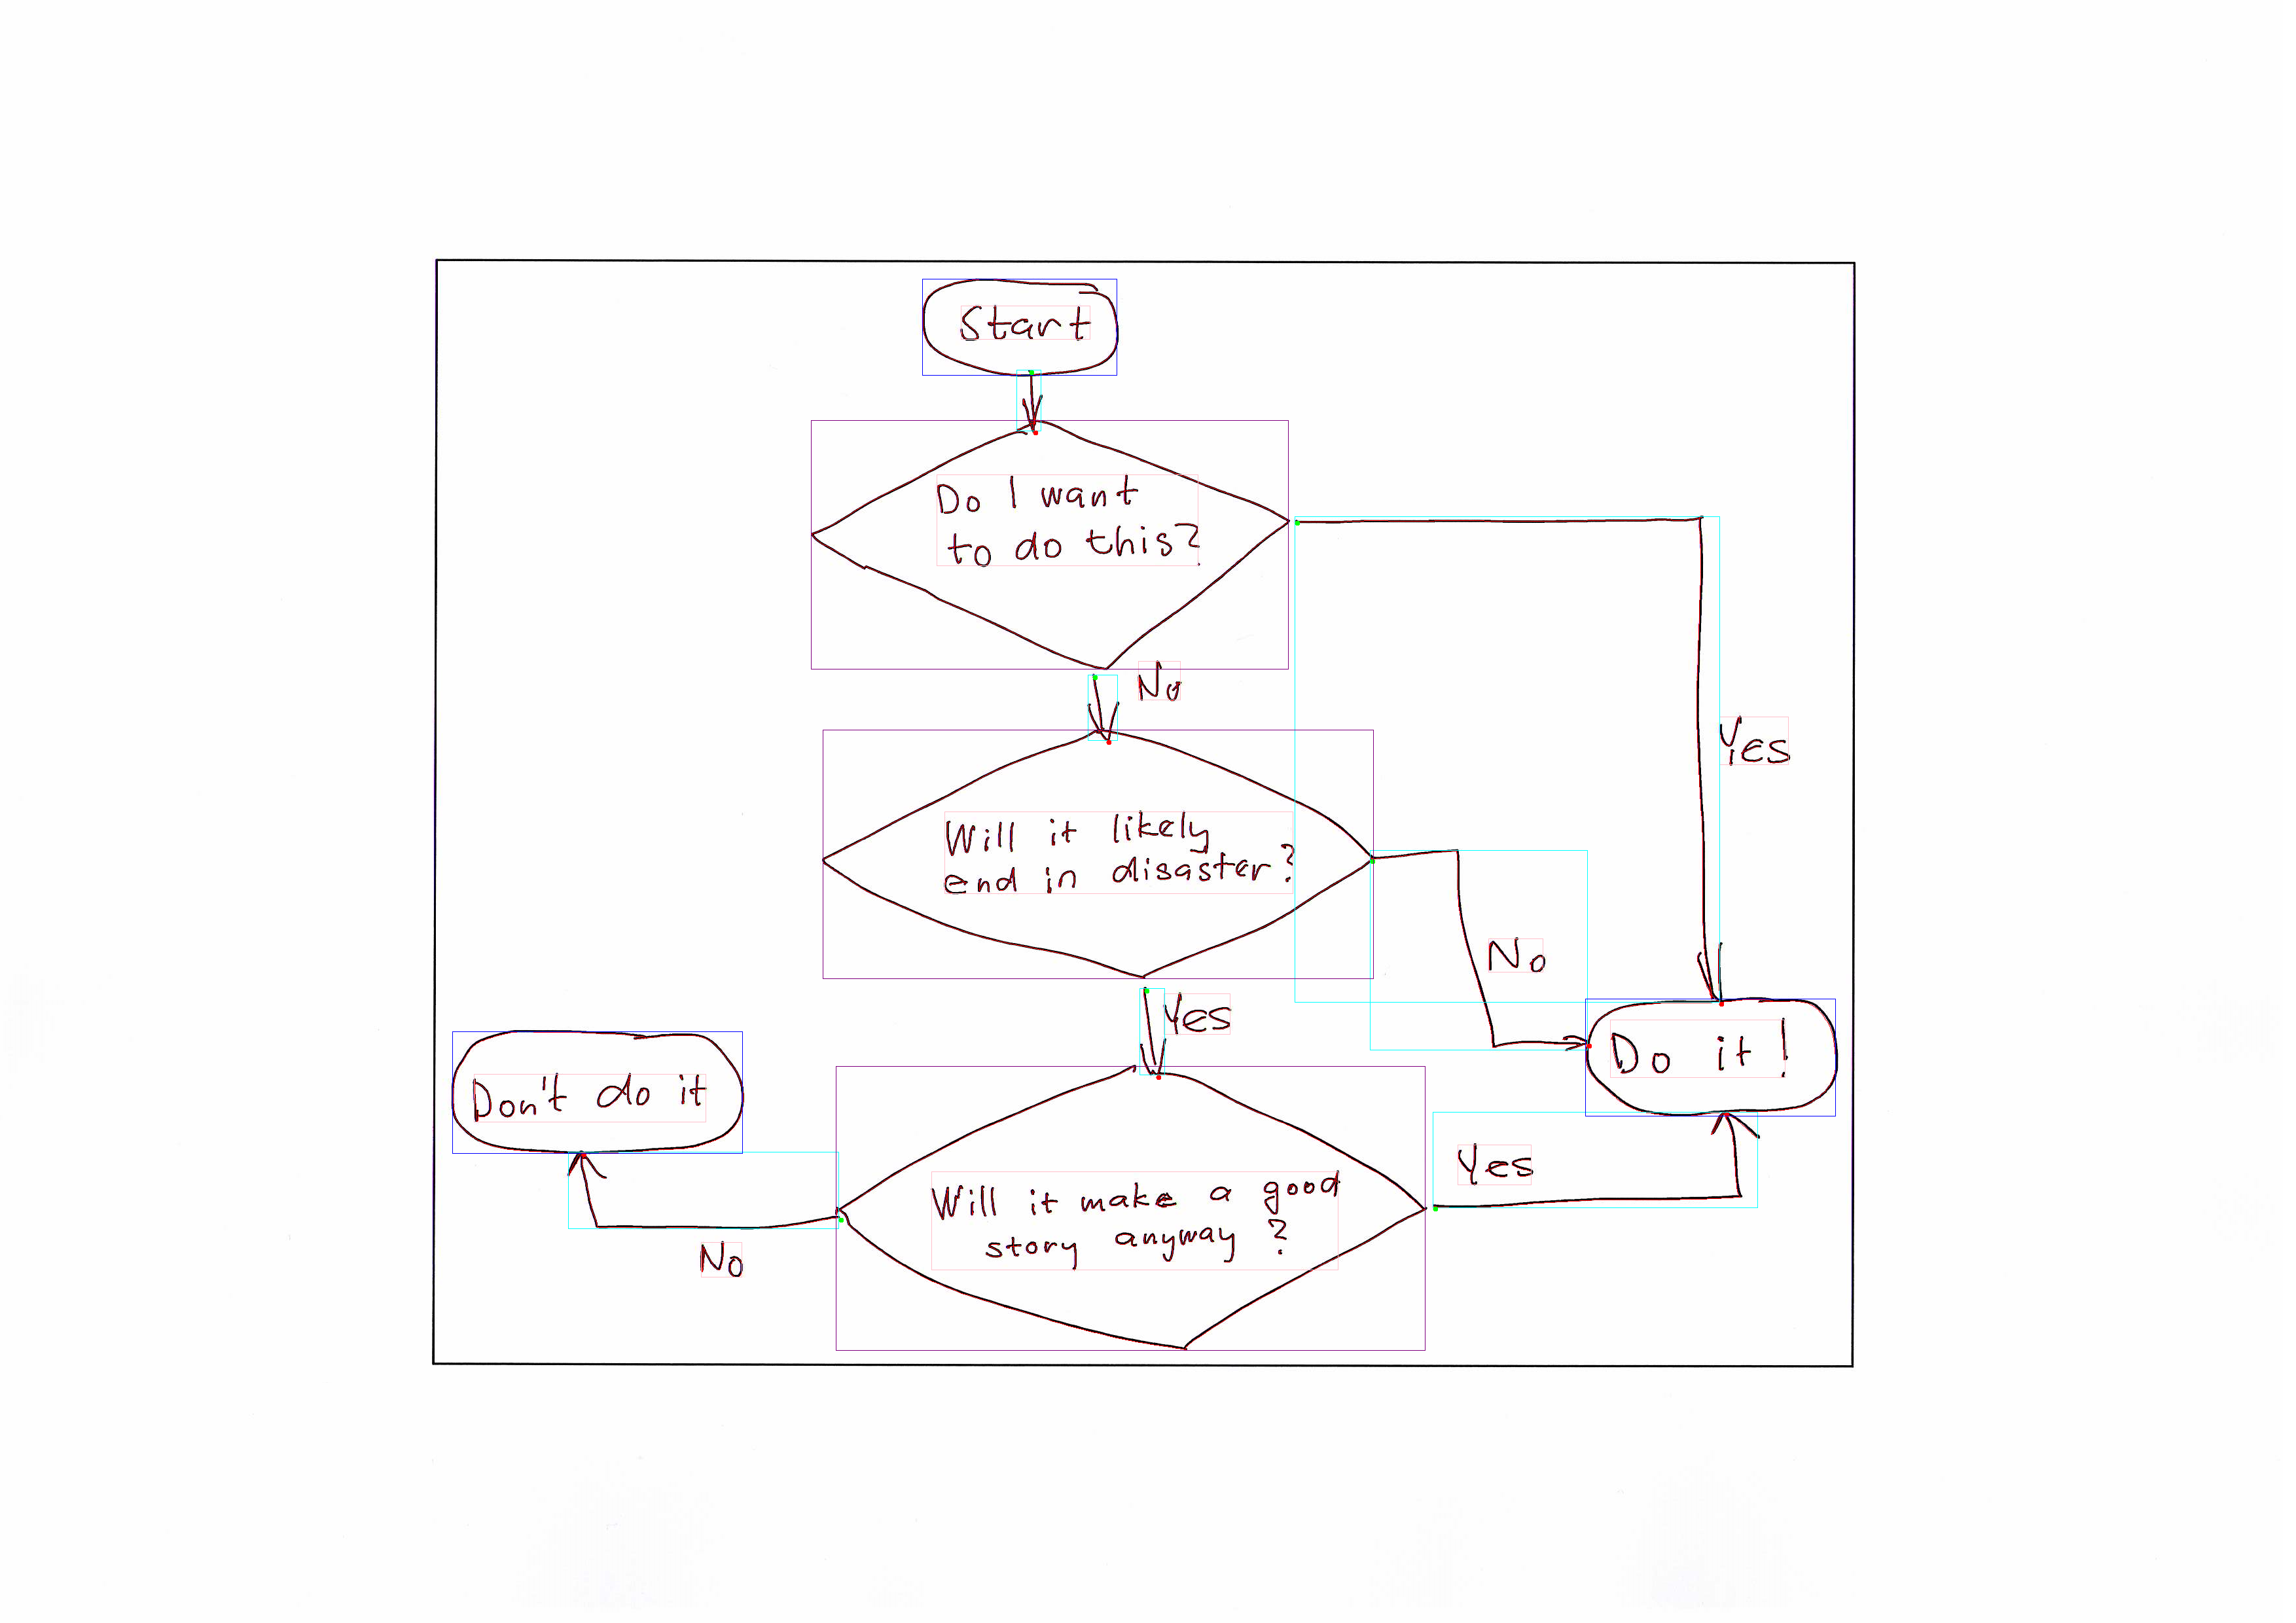 Start
Do I want
to do this?
No
Yes
Will it likely
end in disaster?
No
Yes
Do it!
Don't do it
Will it make a good
story anyway?
Yes
No